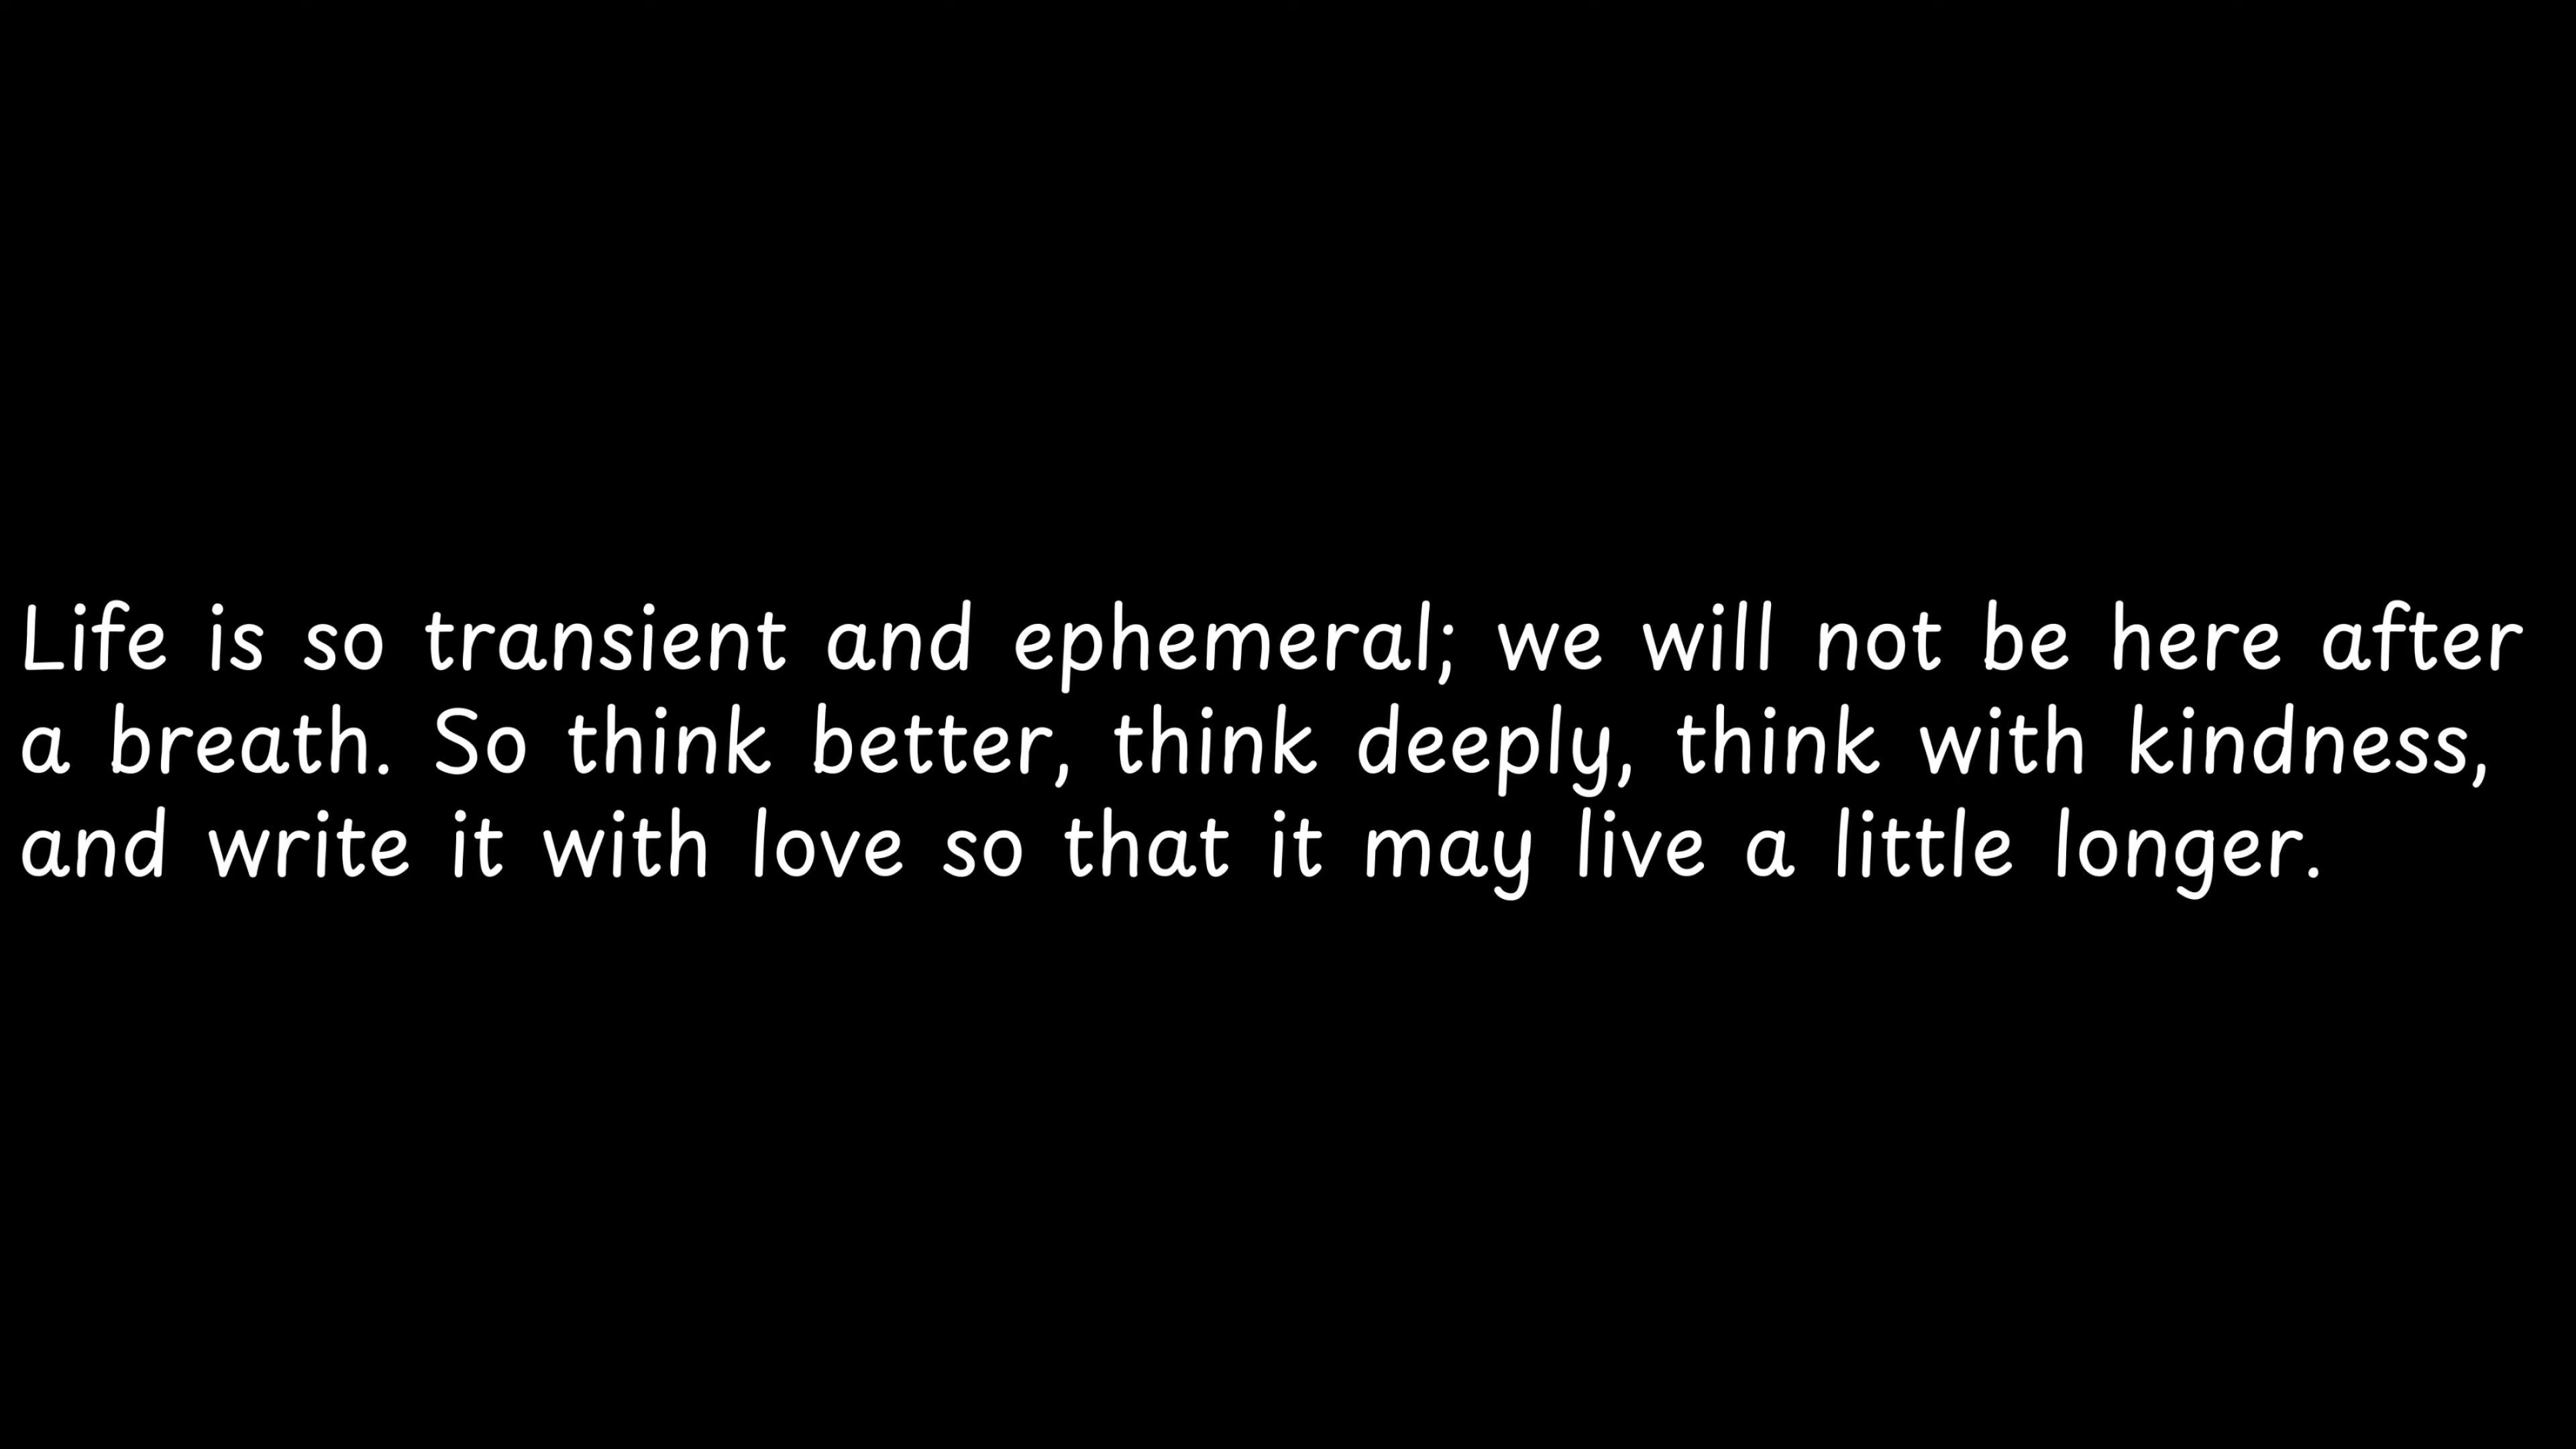 Life is so transient and ephemeral; we will not be here after
a breath. So think better, think deeply, think with kindness,
and write it with love so that it may live a little longer.